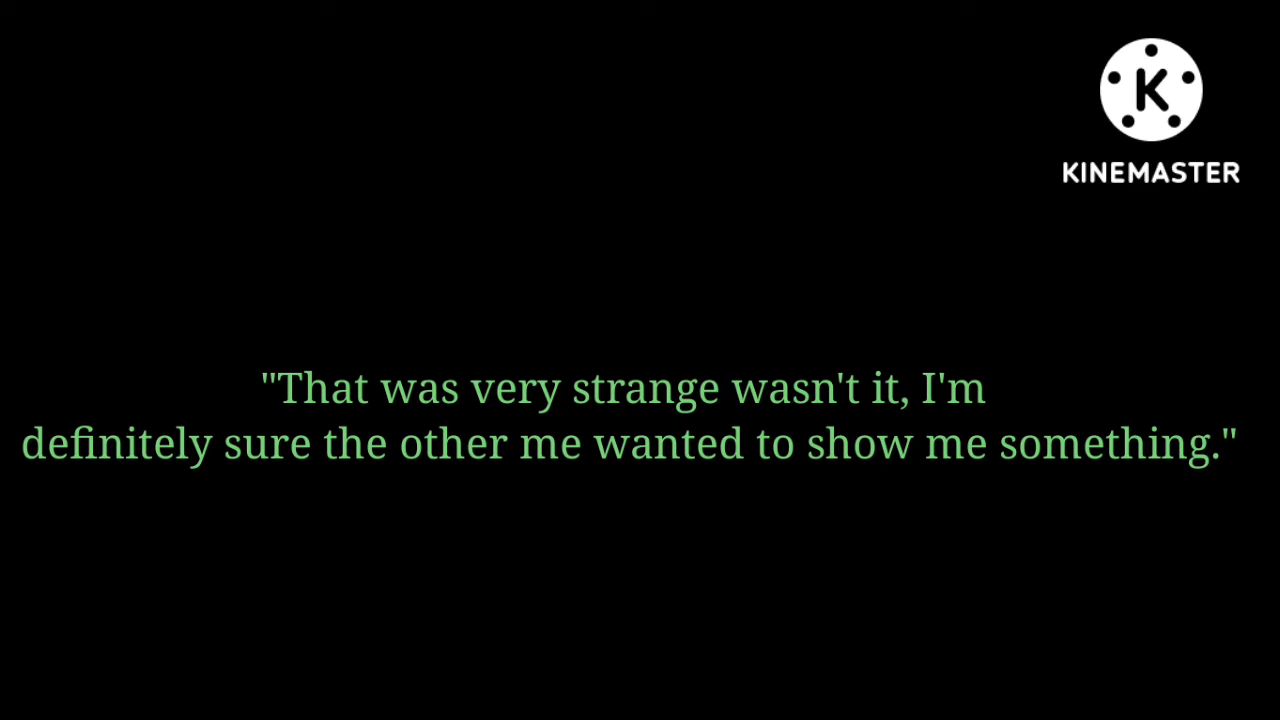 K
KINEMASTER
"That was very strange wasn't it, I'm
definitely sure the other me wanted to show me something."